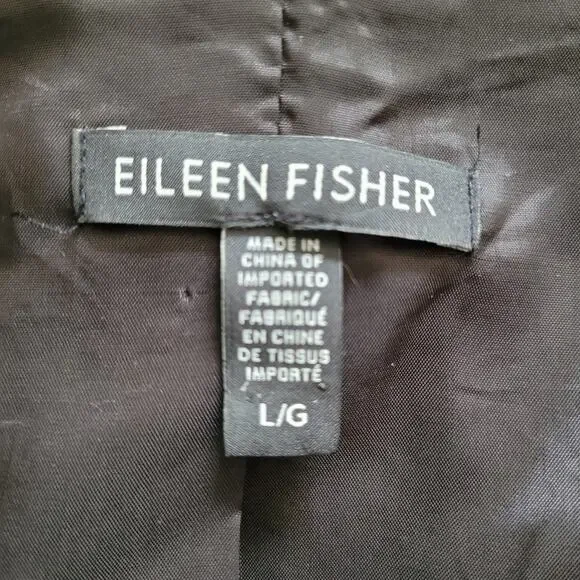 EILEEN FISHER
MADE IN
CHINA OF
IMPORTED
FABRIC/
FABRIQUÉ
EN CHINE
DE TISSUS
IMPORTÉ
L/G